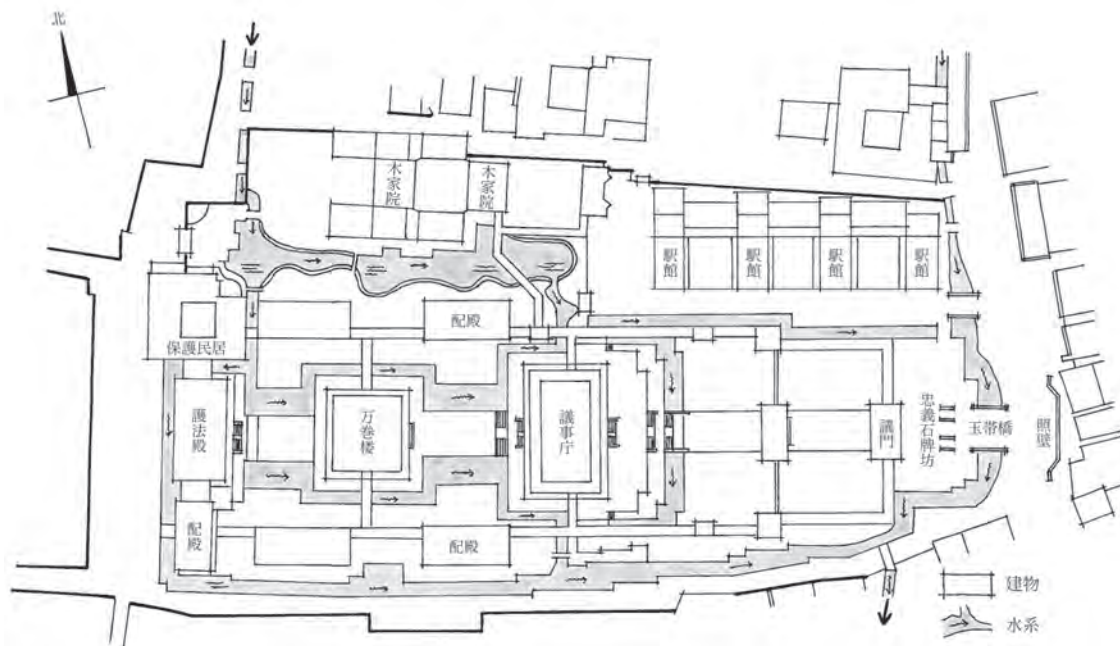 北
木家院
木家院
駅館
駅館
駅館
駅館
配殿
保護民居
護法殿
万巻楼
議事庁
議門
忠義石牌坊
玉帯橋
照壁
配殿
配殿
建物
水系